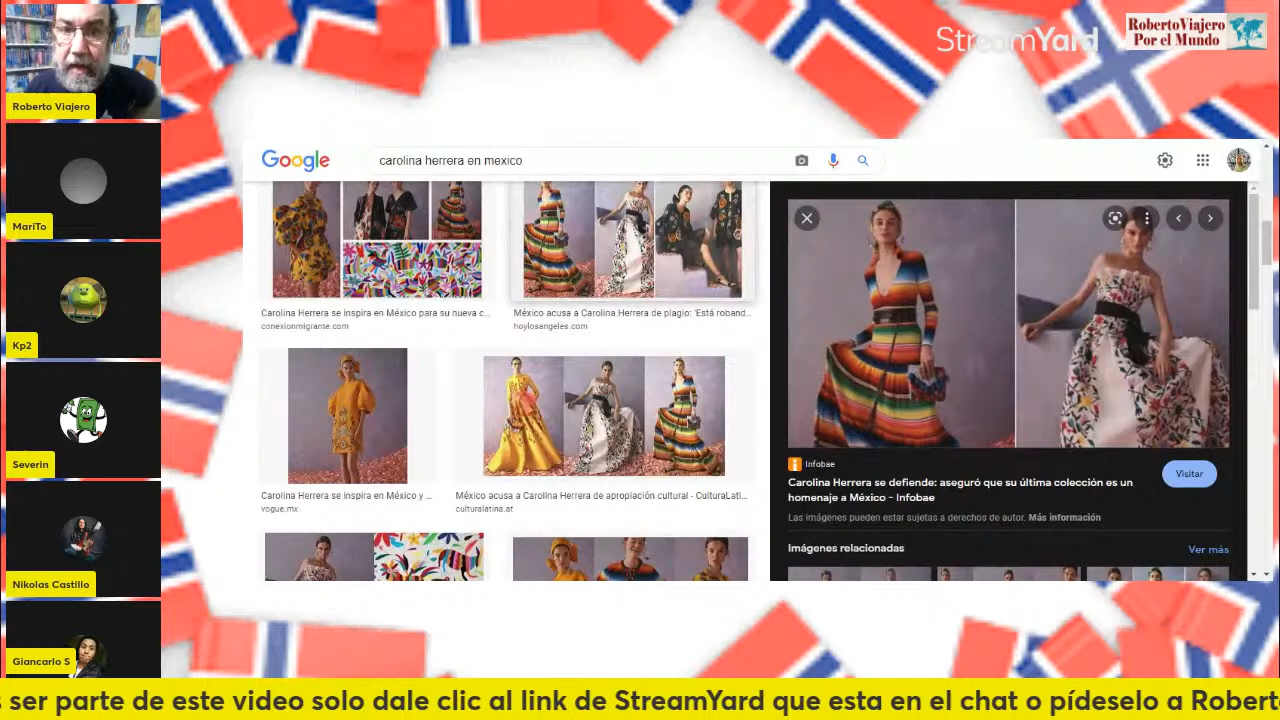 StreamYard
RobertoViajero
Por el Mundo
Roberto Viajero
MariTo
Kp2
Severin
Nikolas Castillo
Giancarlo S
Google
carolina herrera en mexico
Carolina Herrera se inspira en México para su nueva c...
conexionmigrante.com
México acusa a Carolina Herrera de plagio: 'Está roband...
hoylosangeles.com
Carolina Herrera se inspira en México y ...
vogue.mx
México acusa a Carolina Herrera de apropiación cultural - CulturaLati...
culturalatina.at
Infobae
Visitar
Carolina Herrera se defiende: aseguró que su última colección es un
homenaje a México - Infobae
Las imágenes pueden estar sujetas a derechos de autor. Más información
Imágenes relacionadas
Ver más
s ser parte de este video solo dale clic al link de StreamYard que esta en el chat o pídeselo a Robert